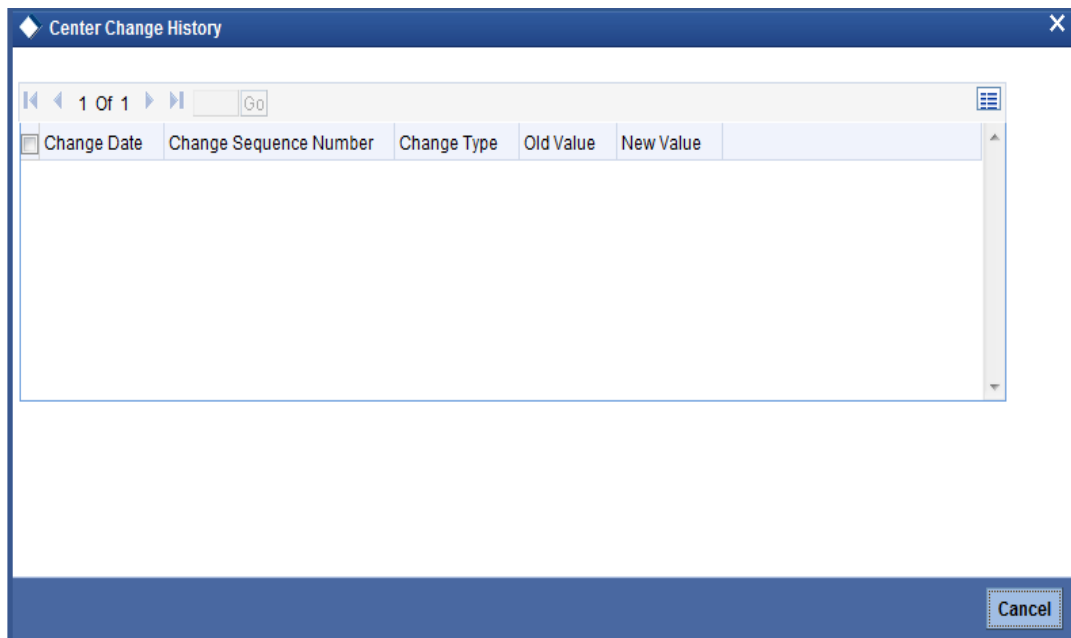 Center Change History
1 Of 1 Go
Change Date Change Sequence Number Change Type Old Value New Value
Cancel